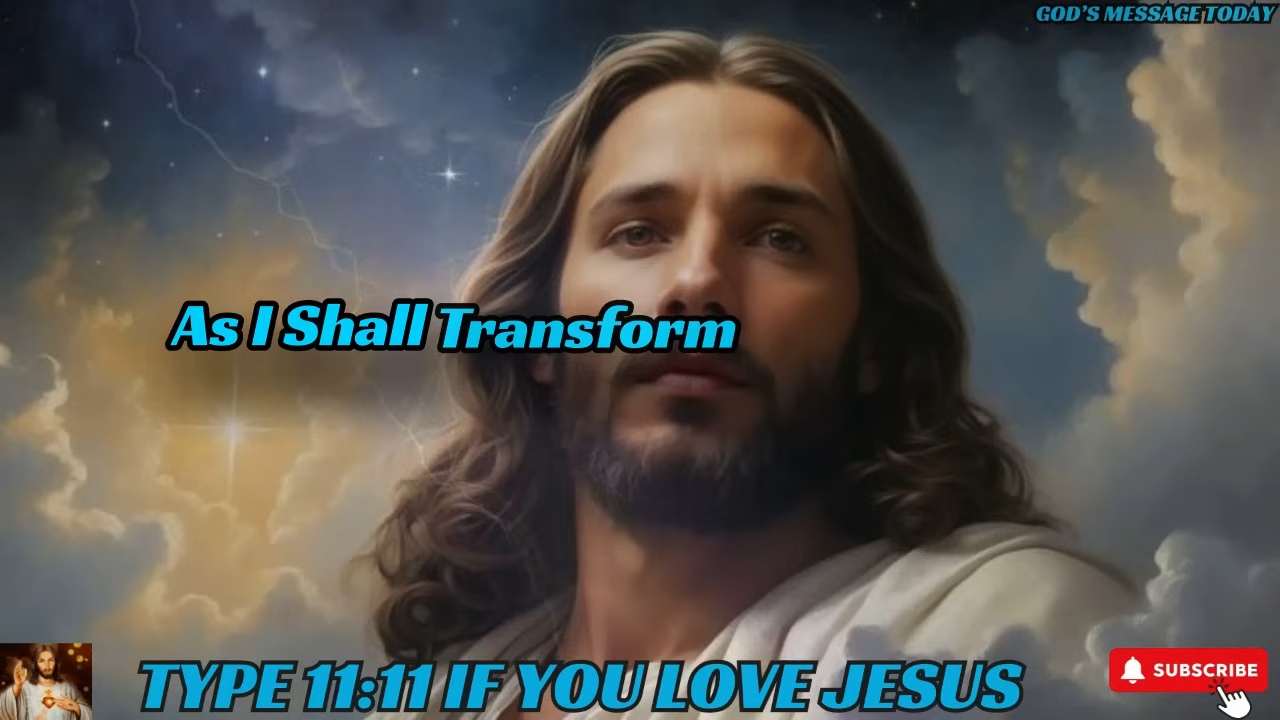 GOD'S MESSAGE TODAY
As I Shall Transform
TYPE 11:11 IF YOU LOVE JESUS
SUBSCRIBE